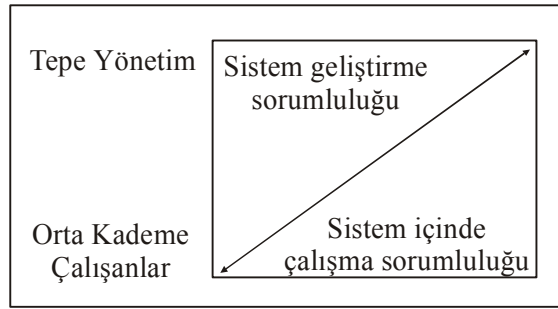 Tepe Yönetim
Sistem geliştirme
sorumluluğu
Orta Kademe
Çalışanlar
Sistem içinde
çalışma sorumluluğu